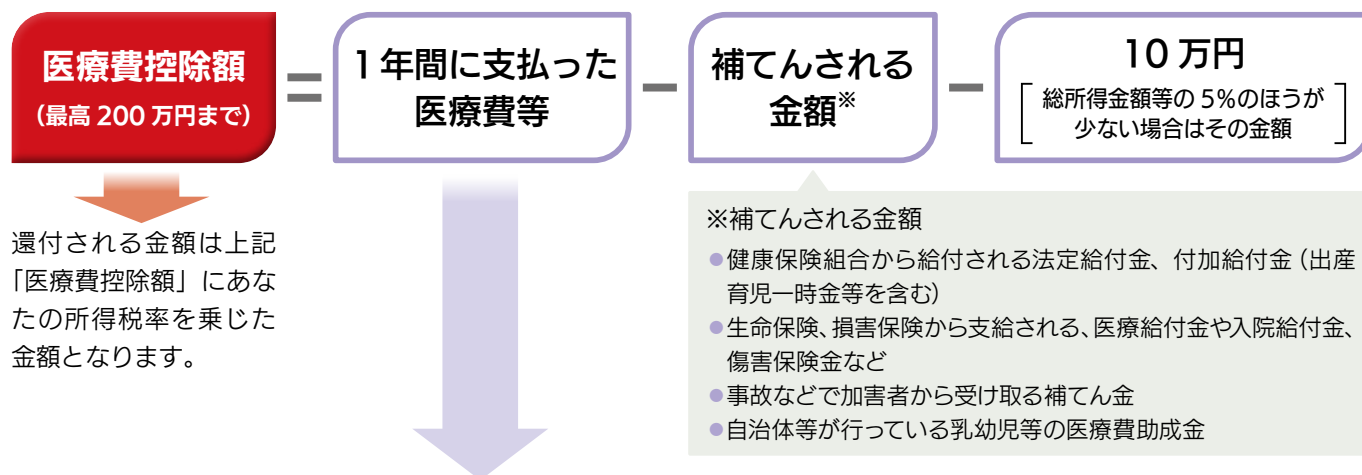 医療費控除額
(最高 200 万円まで)
=
1年間に支払った
医療費等
−
補てんされる
金額※
−
10 万円
総所得金額等の 5%のほうが
少ない場合はその金額
還付される金額は上記
「医療費控除額」にあな
たの所得税率を乗じた
金額となります。
※補てんされる金額
●健康保険組合から給付される法定給付金、付加給付金(出産
育児一時金等を含む)
●生命保険、損害保険から支給される、医療給付金や入院給付金、
傷害保険金など
●事故などで加害者から受け取る補てん金
●自治体等が行っている乳幼児等の医療費助成金